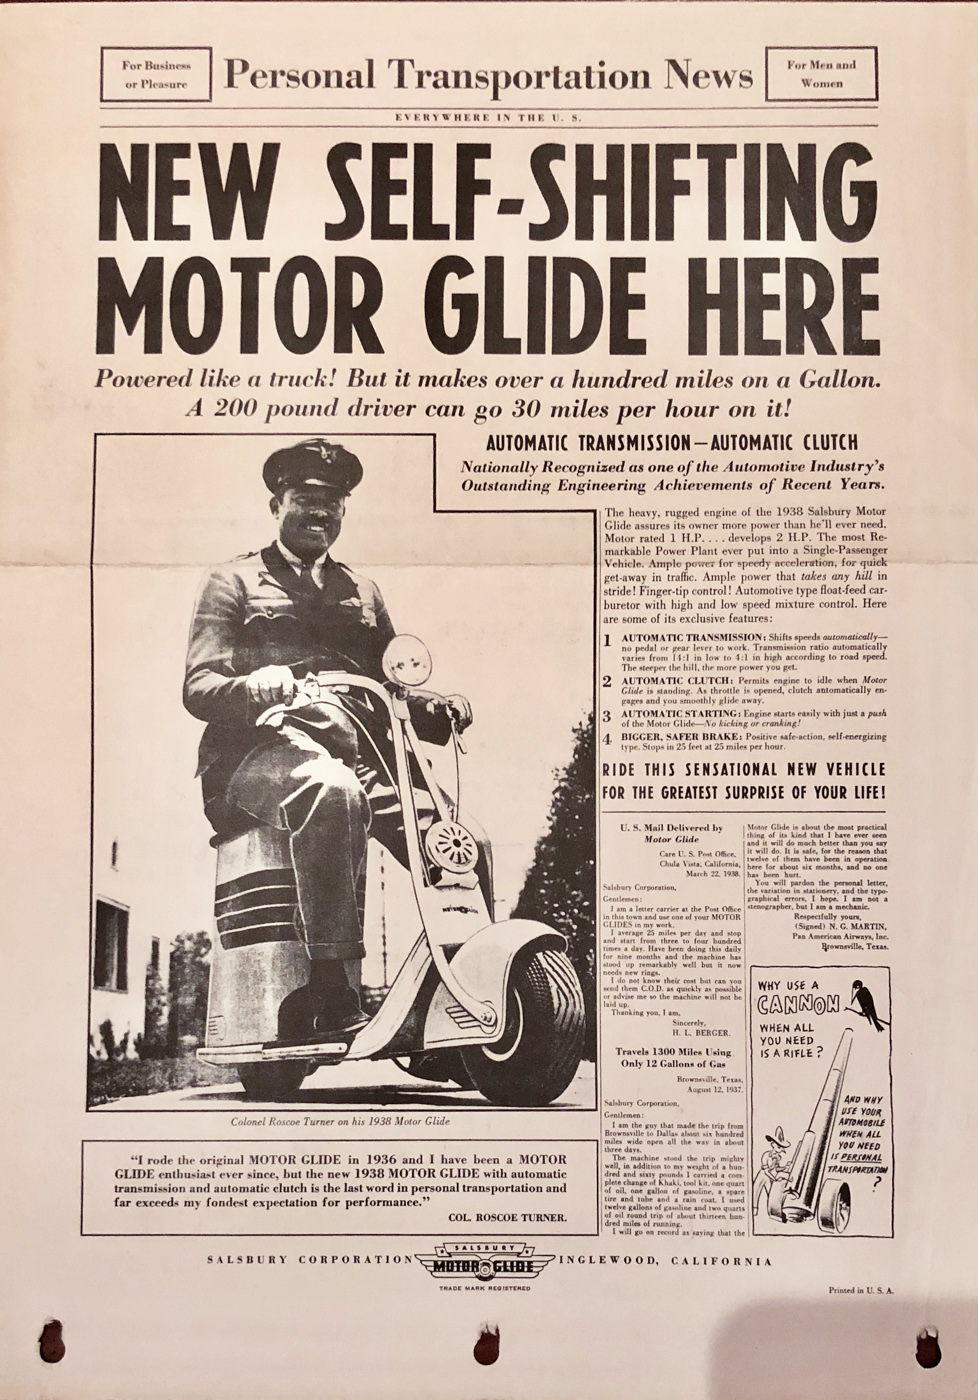 For Business
or Pleasure
Personal Transportation News
For Men and
Women
EVERYWHERE IN THE U. S.
NEW SELF-SHIFTING
MOTOR GLIDE HERE
Powered like a truck! But it makes over a hundred miles on a Gallon.
A 200 pound driver can go 30 miles per hour on it!
AUTOMATIC TRANSMISSION—AUTOMATIC CLUTCH
Nationally Recognized as one of the Automotive Industry's
Outstanding Engineering Achievements of Recent Years.
The heavy, rugged engine of the 1938 Salsbury Motor
Glide assures its owner more power than he'll ever need.
Motor rated 1 H.P. . . . develops 2 H.P. The most Re-
markable Power Plant ever put into a Single-Passenger
Vehicle. Ample power for speedy acceleration, for quick
get-away in traffic. Ample power that takes any hill in
stride! Finger-tip control! Automotive type float-feed car-
buretor with high and low speed mixture control. Here
are some of its exclusive features:
1 AUTOMATIC TRANSMISSION: Shifts speeds automatically—
no pedal or gear lever to work. Transmission ratio automatically
varies from 14:1 in low to 4:1 in high according to road speed.
The steeper the hill, the more power you get.
2 AUTOMATIC CLUTCH: Permits engine to idle when Motor
Glide is standing. As throttle is opened, clutch automatically en-
gages and you smoothly glide away.
3 AUTOMATIC STARTING: Engine starts easily with just a push
of the Motor Glide—No kicking or cranking!
4 BIGGER, SAFER BRAKE: Positive safe-action, self-energizing
type. Stops in 25 feet at 25 miles per hour.
RIDE THIS SENSATIONAL NEW VEHICLE
FOR THE GREATEST SURPRISE OF YOUR LIFE!
Colonel Roscoe Turner on his 1938 Motor Glide
"I rode the original MOTOR GLIDE in 1936 and I have been a MOTOR
GLIDE enthusiast ever since, but the new 1938 MOTOR GLIDE with automatic
transmission and automatic clutch is the last word in personal transportation and
far exceeds my fondest expectation for performance."
COL. ROSCOE TURNER.
U. S. Mail Delivered by
Motor Glide
Care U. S. Post Office,
Chula Vista, California,
March 22, 1938.
Salsbury Corporation,
Gentlemen:
I am a letter carrier at the Post Office
in this town and use one of your MOTOR
GLIDES in my work.
I average 25 miles per day and stop
and start from three to four hundred
times a day. Have been doing this daily
for nine months and the machine has
stood up remarkably well but it now
needs new rings.
I do not know their cost but can you
send them C.O.D. as quickly as possible
or advise me so the machine will not be
laid up.
Thanking you, I am,
Sincerely,
H. L. BERGER.
Travels 1300 Miles Using
Only 12 Gallons of Gas
Brownsville, Texas,
August 12, 1937.
Salsbury Corporation,
Gentlemen:
I am the guy that made the trip from
Brownsville to Dallas about six hundred
miles wide open all the way in about
three days.
The machine stood the trip mighty
well, in addition to my weight of a hun-
dred and sixty pounds I carried a com-
plete change of Khaki, tool kit, one quart
of oil, one gallon of gasoline, a spare
tire and tube and a rain coat. I used
twelve gallons of gasoline and two quarts
of oil round trip of about thirteen hun-
dred miles of running.
I will go on record as saying that the
Motor Glide is about the most practical
thing of its kind that I have ever seen
and it will do much better than you say
it will do. It is safe, for the reason that
twelve of them have been in operation
here for about six months, and no one
has been hurt.
You will pardon the personal letter,
the variation in stationery, and the typo-
graphical errors, I hope. I am not a
stenographer, but I am a mechanic.
Respectfully yours,
(Signed) N. G. MARTIN,
Pan American Airways, Inc.
Brownsville, Texas.
WHY USE A
CANNON
WHEN ALL
YOU NEED
IS A RIFLE?
AND WHY
USE YOUR
AUTOMOBILE
WHEN ALL
YOU NEED
IS PERSONAL
TRANSPORTATION
?
SALSBURY CORPORATION
SALSBURY
MOTOR GLIDE
TRADE MARK REGISTERED
INGLEWOOD, CALIFORNIA
Printed in U. S. A.